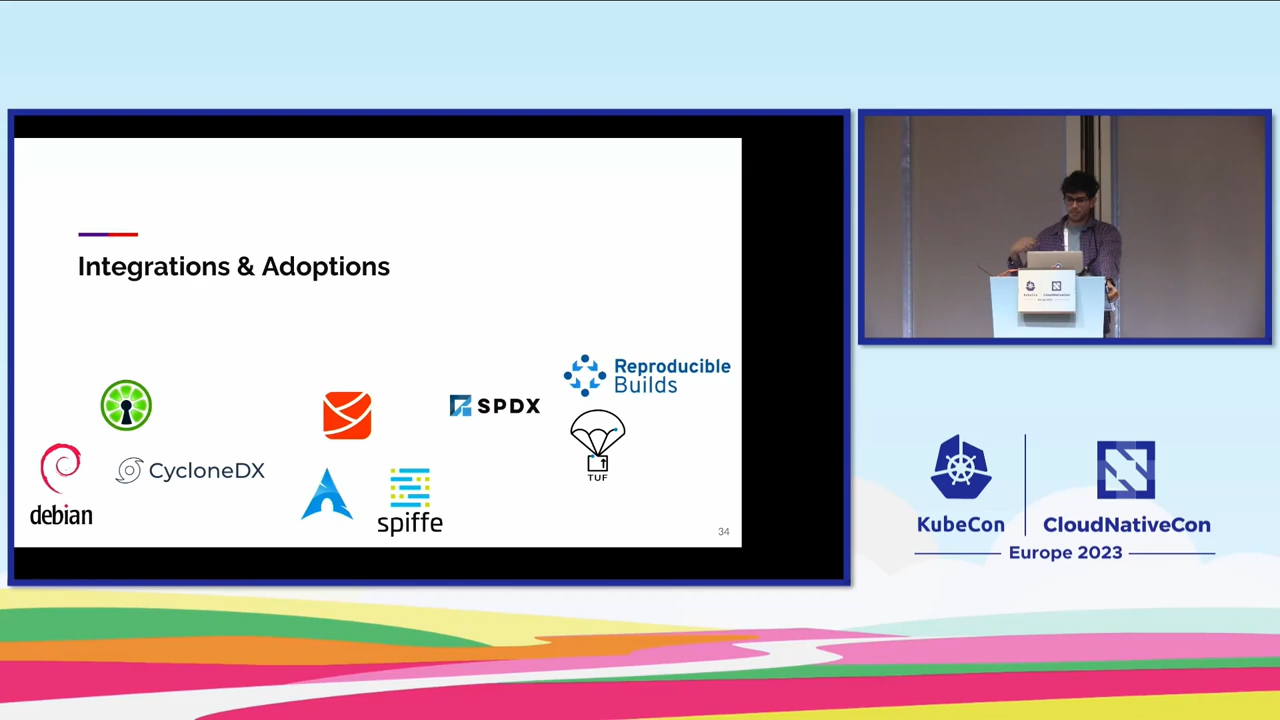 Integrations & Adoptions
Reproducible
Builds
SPDX
TUF
CycloneDX
debian
spiffe
34
KubeCon
CloudNativeCon
Europe 2023